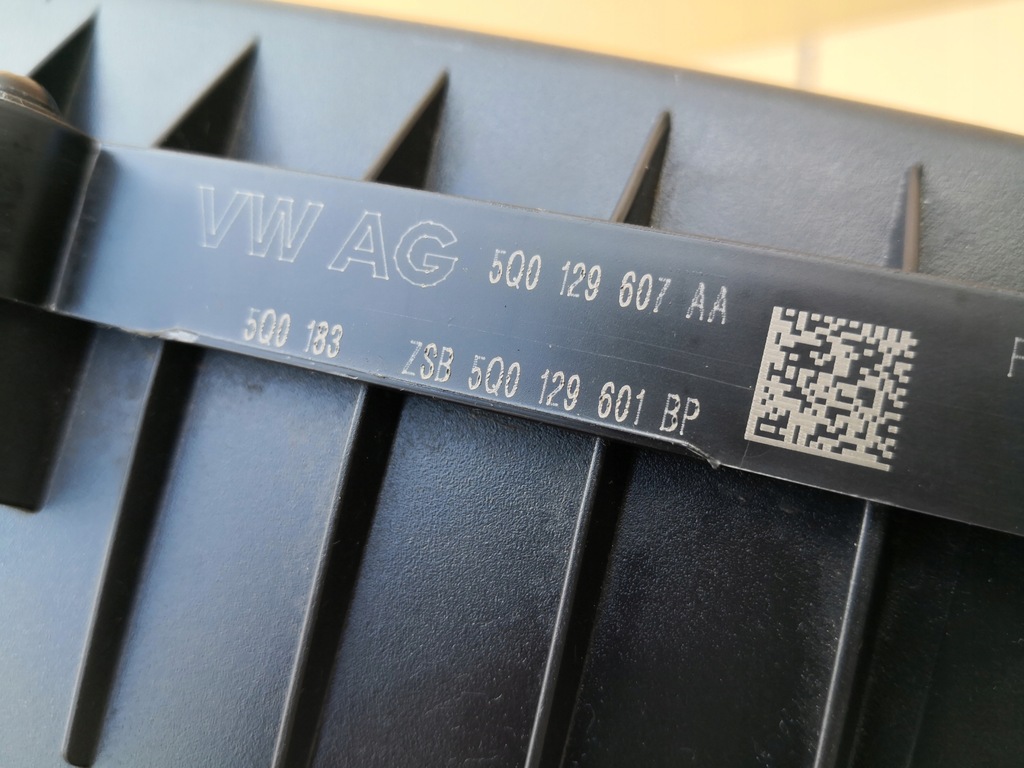 VW AG 5Q0 129 607 AA
5Q0 133 ZSB 5Q0 129 601 BP